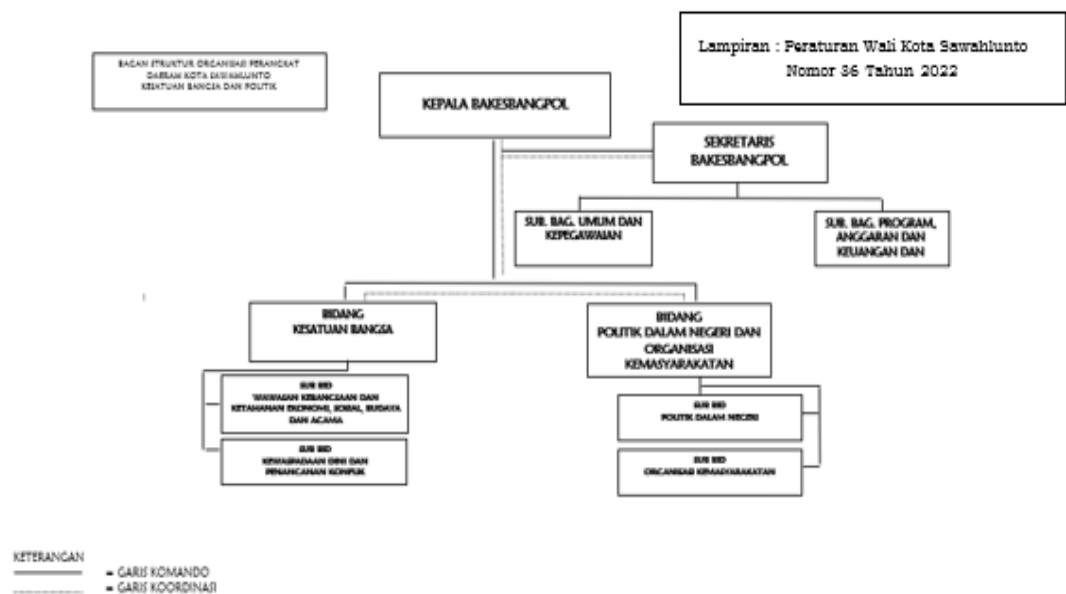 Lampiran : Peraturan Wali Kota Sawahlunto
Nomor 36 Tahun 2022
BAGAN STRUKTUR ORGANISASI PERANGKAT
DAERAH KOTA SAWAHLUNTO
KESATUAN BANGSA DAN POLITIK
KEPALA BAKESBANGPOL
SEKRETARIS
BAKESBANGPOL
SUB. BAG. UMUM DAN
KEPEGAWAIAN
SUB. BAG. PROGRAM,
ANGGARAN DAN
KEUANGAN DAN
BIDANG
KESATUAN BANGSA
BIDANG
POLITIK DALAM NEGERI DAN
ORGANISASI
KEMASYARAKATAN
SUB BID
WAWASAN KEBANGSAAN DAN
KETAHANAN EKONOMI, SOSIAL, BUDAYA
DAN AGAMA
SUB BID
KEWASPADAAN DINI DAN
PENANGANAN KONFLIK
SUB BID
POLITIK DALAM NEGERI
SUB BID
ORGANISASI KEMASYARAKATAN
KETERANGAN
= GARIS KOMANDO
= GARIS KOORDINASI